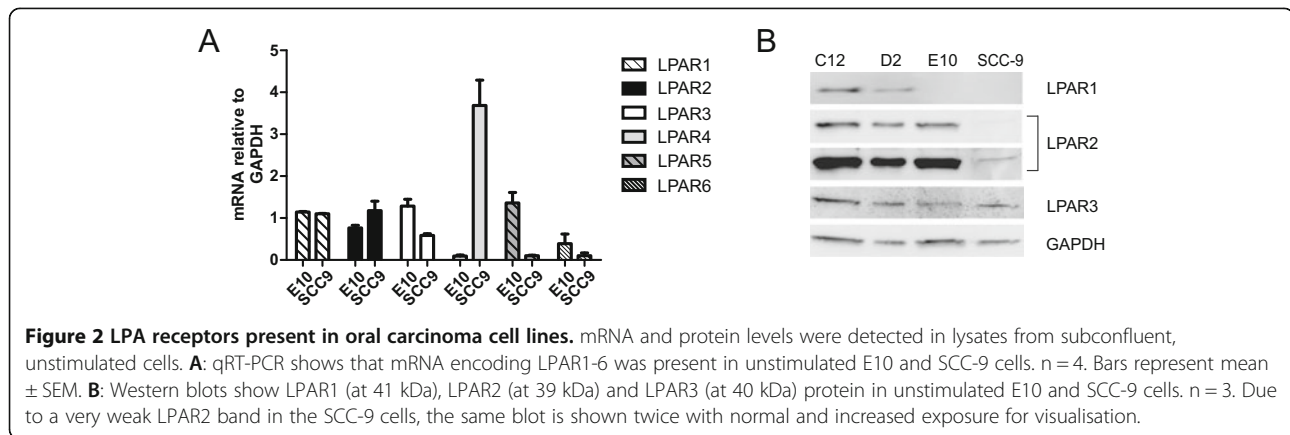 A
mRNA relative to
GAPDH
5
4
3
2
1
0
E10
SCC9
E10
SCC9
E10
SCC9
E10
SCC9
E10
SCC9
E10
SCC9
LPAR1
LPAR2
LPAR3
LPAR4
LPAR5
LPAR6
B
C12 D2 E10 SCC-9
LPAR1
LPAR2
LPAR3
GAPDH
Figure 2 LPA receptors present in oral carcinoma cell lines. mRNA and protein levels were detected in lysates from subconfluent,
unstimulated cells. A: qRT-PCR shows that mRNA encoding LPAR1-6 was present in unstimulated E10 and SCC-9 cells. n = 4. Bars represent mean
± SEM. B: Western blots show LPAR1 (at 41 kDa), LPAR2 (at 39 kDa) and LPAR3 (at 40 kDa) protein in unstimulated E10 and SCC-9 cells. n = 3. Due
to a very weak LPAR2 band in the SCC-9 cells, the same blot is shown twice with normal and increased exposure for visualisation.